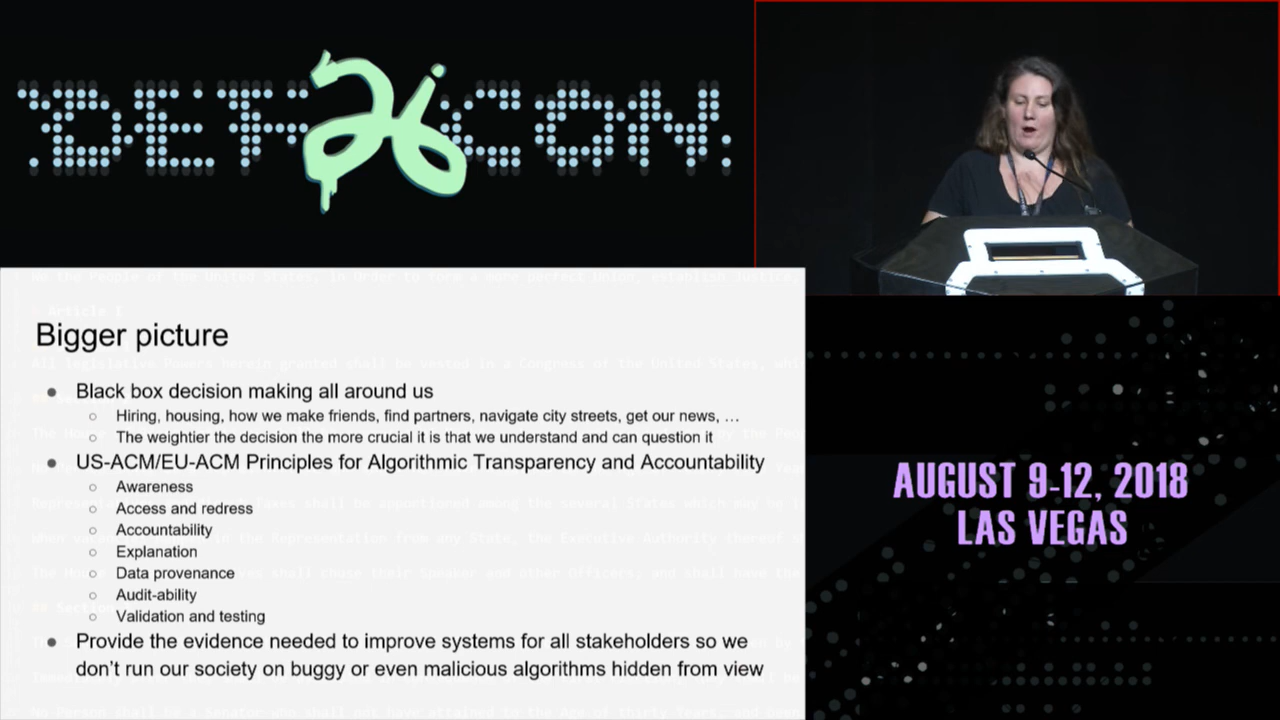 DEF 26 CON
Bigger picture
Black box decision making all around us
Hiring, housing, how we make friends, find partners, navigate city streets, get our news, …
The weightier the decision the more crucial it is that we understand and can question it
US-ACM/EU-ACM Principles for Algorithmic Transparency and Accountability
Awareness
Access and redress
Accountability
Explanation
Data provenance
Audit-ability
Validation and testing
Provide the evidence needed to improve systems for all stakeholders so we
don't run our society on buggy or even malicious algorithms hidden from view
AUGUST 9-12, 2018
LAS VEGAS